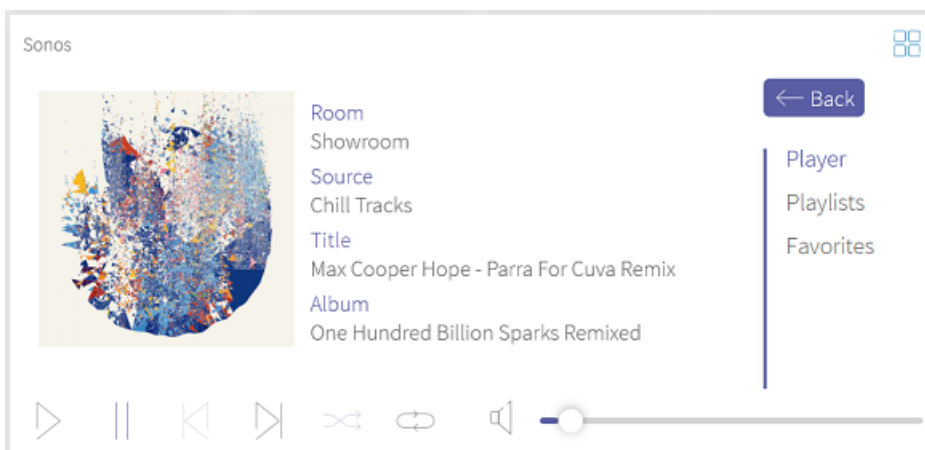 Sonos
Back
Room
Showroom
Source
Chill Tracks
Title
Max Cooper Hope - Parra For Cuva Remix
Album
One Hundred Billion Sparks Remixed
Player
Playlists
Favorites